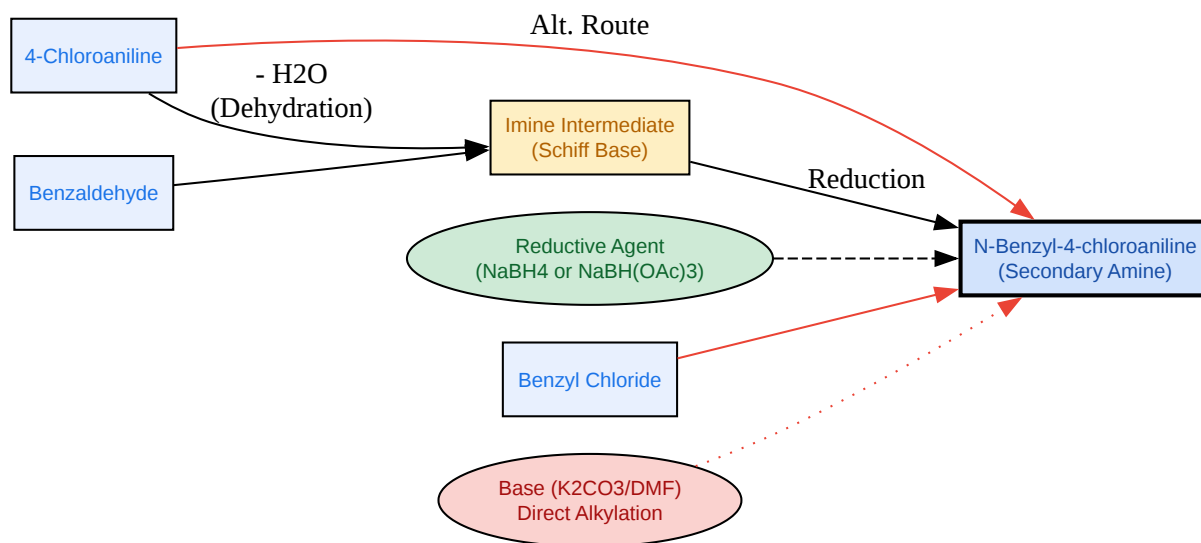 Alt. Route
4-Chloroaniline
- H2O
(Dehydration)
Imine Intermediate
(Schiff Base)
Benzaldehyde
Reduction
Reductive Agent
(NaBH4 or NaBH(OAc)3)
N-Benzyl-4-chloroaniline
(Secondary Amine)
Benzyl Chloride
Base (K2CO3/DMF)
Direct Alkylation